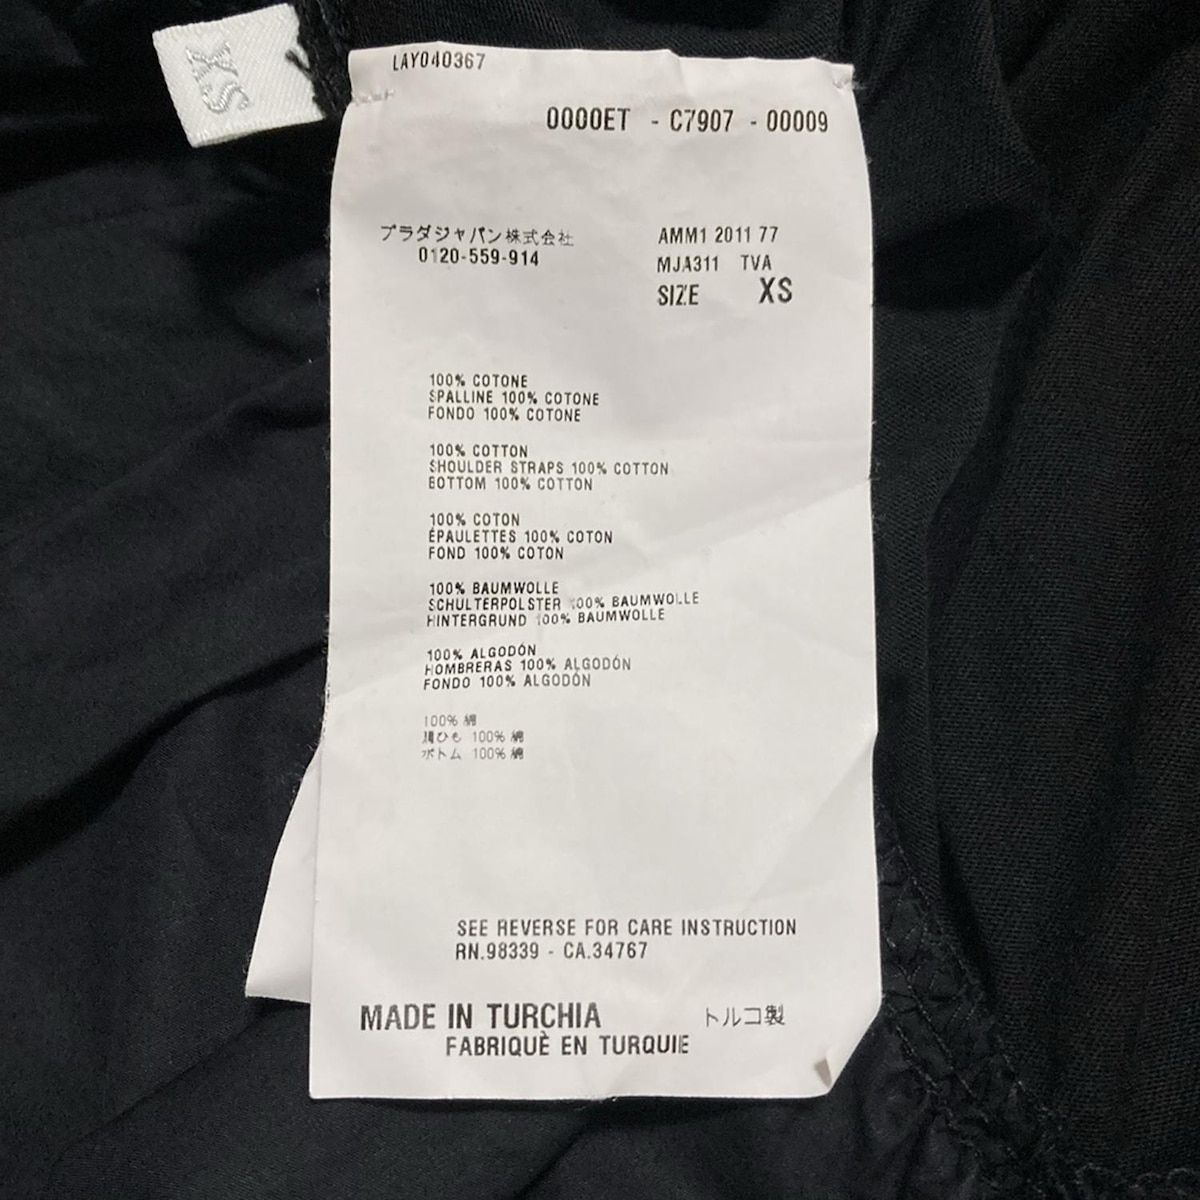 XS
LAY040367
0000ET - C7907 - 00009
プラダジャパン株式会社
0120-559-914
AMM1 2011 77
MJA311 TVA
SIZE XS
100% COTONE
SPALLINE 100% COTONE
FONDO 100% COTONE
100% COTTON
SHOULDER STRAPS 100% COTTON
BOTTOM 100% COTTON
100% COTON
ÉPAULETTES 100% COTON
FOND 100% COTON
100% BAUMWOLLE
SCHULTERPOLSTER 100% BAUMWOLLE
HINTERGRUND 100% BAUMWOLLE
100% ALGODÓN
HOMBRERAS 100% ALGODÓN
FONDO 100% ALGODÓN
100% 綿
肩ひも 100% 綿
ボトム 100% 綿
SEE REVERSE FOR CARE INSTRUCTION
RN.98339 - CA.34767
MADE IN TURCHIA トルコ製
FABRIQUÈ EN TURQUIE